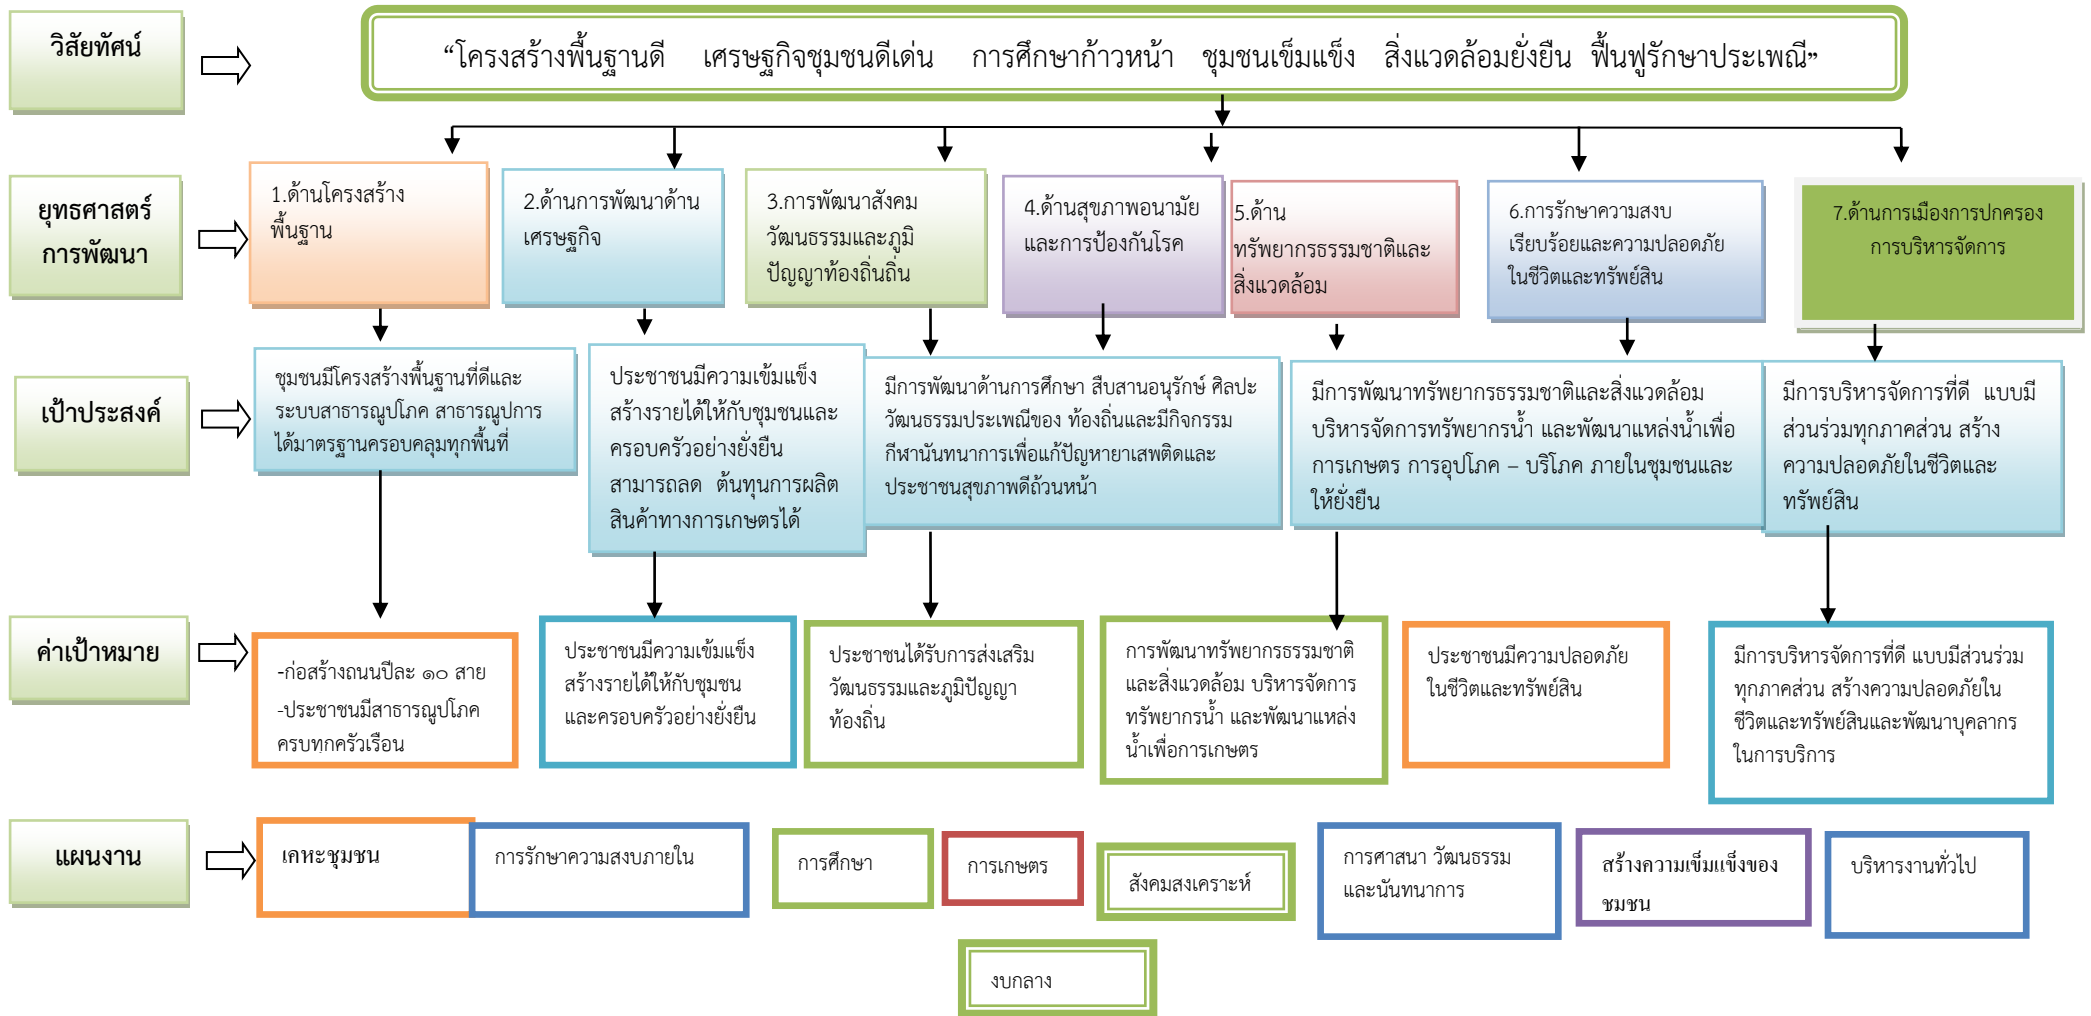 วิสัยทัศน์
“โครงสร้างพื้นฐานดี เศรษฐกิจชุมชนดีเด่น การศึกษาก้าวหน้า ชุมชนเข็มแข็ง สิ่งแวดล้อมยั่งยืน ฟื้นฟูรักษาประเพณี”
ยุทธศาสตร์
การพัฒนา
1.ด้านโครงสร้าง
พื้นฐาน
2.ด้านการพัฒนาด้าน
เศรษฐกิจ
3.การพัฒนาสังคม
วัฒนธรรมและภูมิ
ปัญญาท้องถิ่นถิ่น
4.ด้านสุขภาพอนามัย
และการป้องกันโรค
5.ด้าน
ทรัพยากรธรรมชาติและ
สิ่งแวดล้อม
6.การรักษาความสงบ
เรียบร้อยและความปลอดภัย
ในชีวิตและทรัพย์สิน
7.ด้านการเมืองการปกครอง
การบริหารจัดการ
เป้าประสงค์
ชุมชนมีโครงสร้างพื้นฐานที่ดีและ
ระบบสาธารณูปโภค สาธารณูปการ
ได้มาตรฐานครอบคลุมทุกพื้นที่
ประชาชนมีความเข้มแข็ง
สร้างรายได้ให้กับชุมชนและ
ครอบครัวอย่างยั่งยืน
สามารถลด ต้นทุนการผลิต
สินค้าทางการเกษตรได้
มีการพัฒนาด้านการศึกษา สืบสานอนุรักษ์ ศิลปะ
วัฒนธรรมประเพณีของ ท้องถิ่นและมีกิจกรรม
กีฬานันทนาการเพื่อแก้ปัญหายาเสพติดและ
ประชาชนสุขภาพดีถ้วนหน้า
มีการพัฒนาทรัพยากรธรรมชาติและสิ่งแวดล้อม
บริหารจัดการทรัพยากรน้ำ และพัฒนาแหล่งน้ำเพื่อ
การเกษตร การอุปโภค – บริโภค ภายในชุมชนและ
ให้ยั่งยืน
มีการบริหารจัดการที่ดี แบบมี
ส่วนร่วมทุกภาคส่วน สร้าง
ความปลอดภัยในชีวิตและ
ทรัพย์สิน
ค่าเป้าหมาย
-ก่อสร้างถนนปีละ ๑๐ สาย
-ประชาชนมีสาธารณูปโภค
ครบทุกครัวเรือน
ประชาชนมีความเข้มแข็ง
สร้างรายได้ให้กับชุมชน
และครอบครัวอย่างยั่งยืน
ประชาชนได้รับการส่งเสริม
วัฒนธรรมและภูมิปัญญา
ท้องถิ่น
การพัฒนาทรัพยากรธรรมชาติ
และสิ่งแวดล้อม บริหารจัดการ
ทรัพยากรน้ำ และพัฒนาแหล่ง
น้ำเพื่อการเกษตร
ประชาชนมีความปลอดภัย
ในชีวิตและทรัพย์สิน
มีการบริหารจัดการที่ดี แบบมีส่วนร่วม
ทุกภาคส่วน สร้างความปลอดภัยใน
ชีวิตและทรัพย์สินและพัฒนาบุคลากร
ในการบริการ
แผนงาน
เคหะชุมชน
การรักษาความสงบภายใน
การศึกษา
การเกษตร
สังคมสงเคราะห์
การศาสนา วัฒนธรรม
และนันทนาการ
สร้างความเข็มแข็งของ
ชุมชน
บริหารงานทั่วไป
งบกลาง